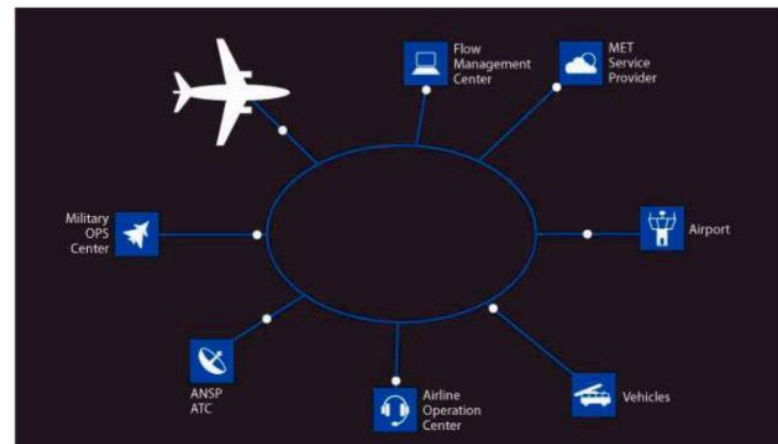 Flow
Management
Center
MET
Service
Provider
Military
OPS
Center
Airport
ANSP
ATC
Airline
Operation
Center
Vehicles